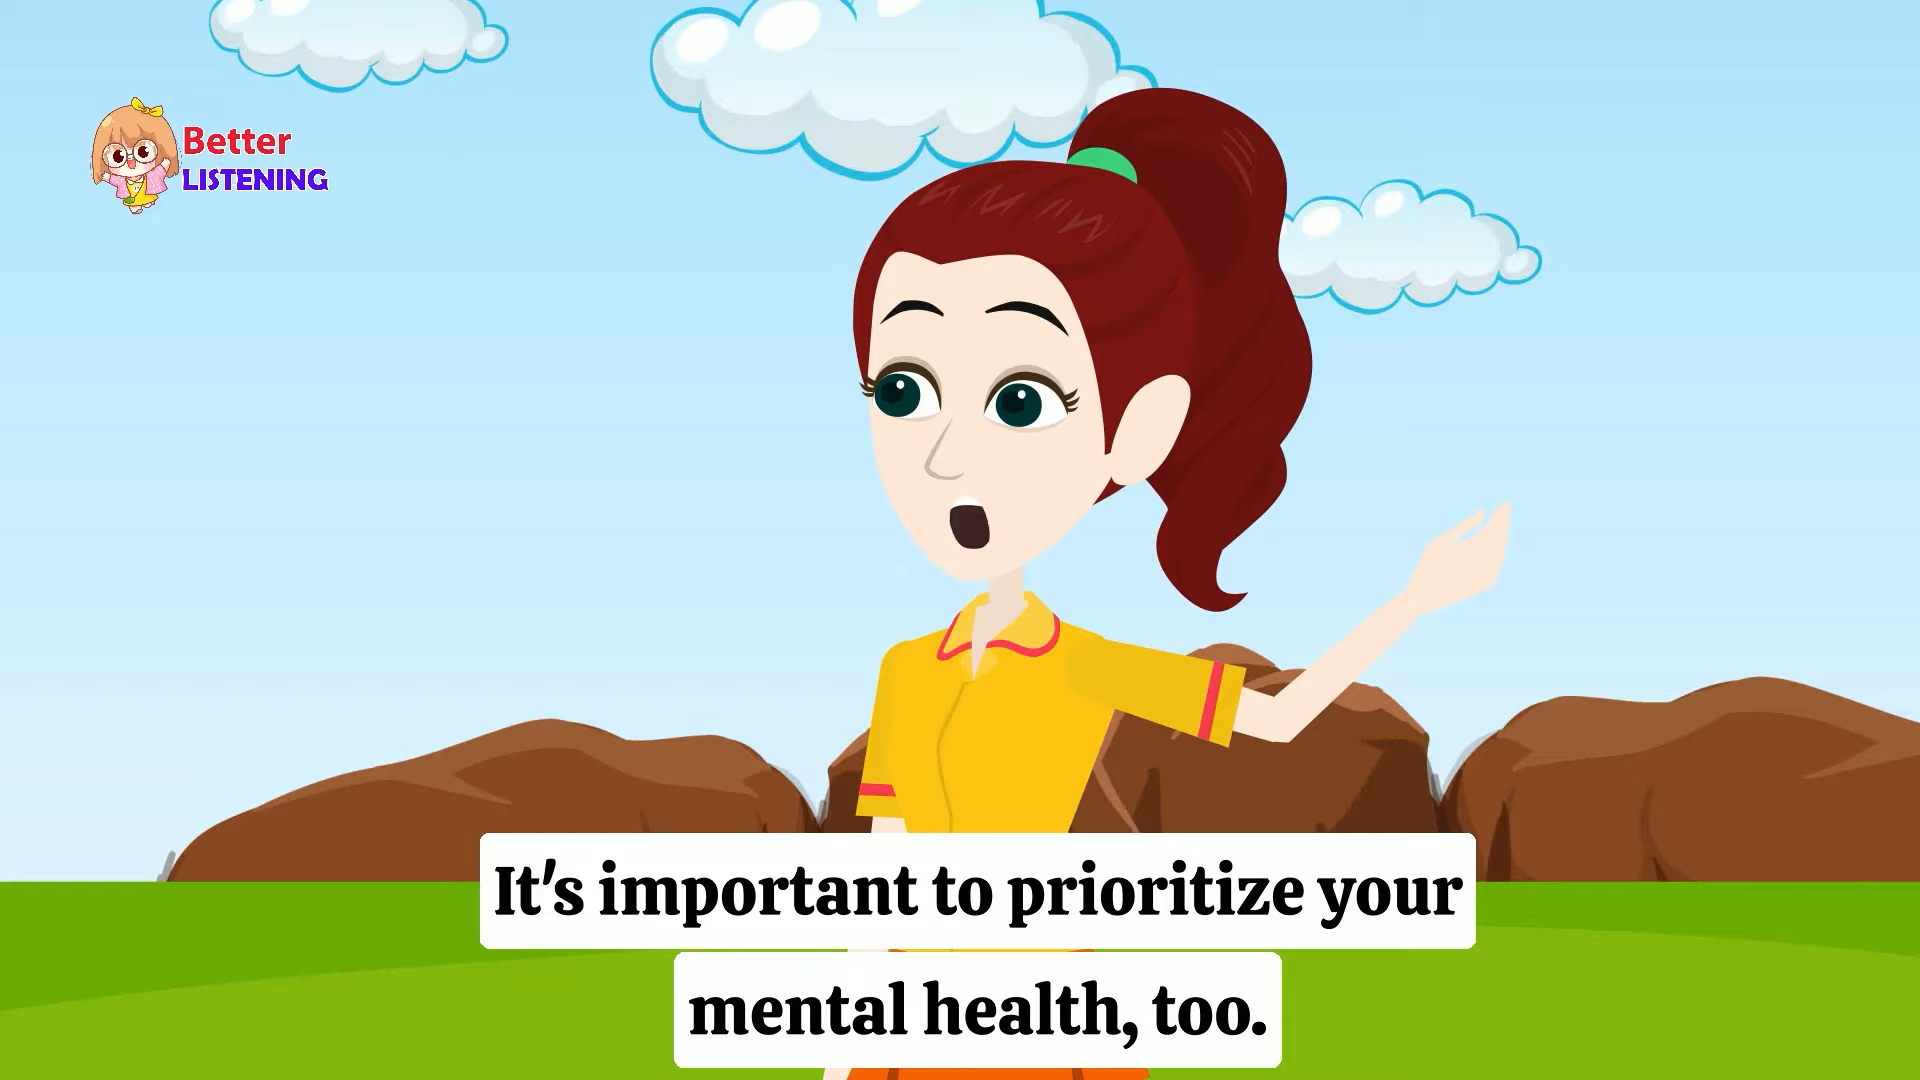 Better
LISTENING
It's important to prioritize your
mental health, too.